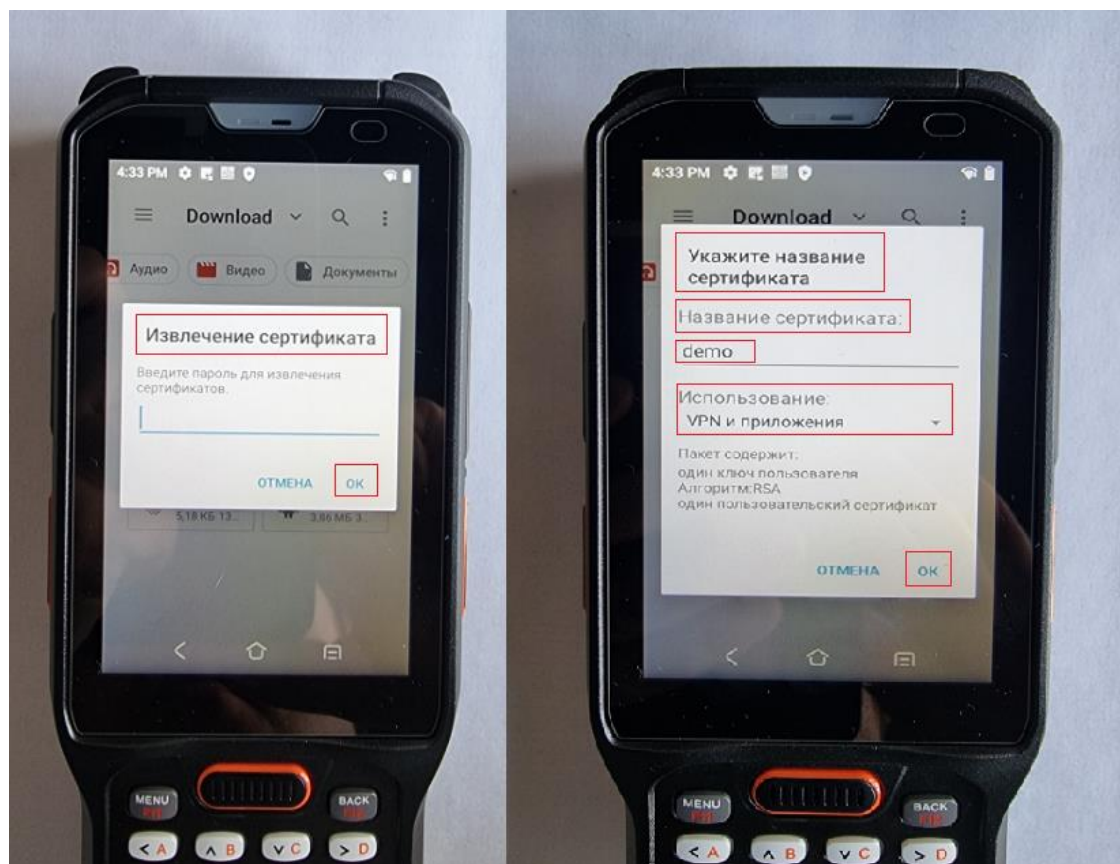 4:33 PM
Download
Аудио
Видео
Документы
Извлечение сертификата
Введите пароль для извлечения
сертификатов.
ОТМЕНА
ОК
5,18 КБ 13...
3,86 МБ 3...
MENU
BACK
< A
^ B
v C
> D
4:33 PM
Download
Укажите название
сертификата
Название сертификата:
demo
Использование:
VPN и приложения
Пакет содержит:
один ключ пользователя
Алгоритм:RSA
один пользовательский сертификат
ОТМЕНА
ОК
MENU
BACK
< A
^ B
v C
> D